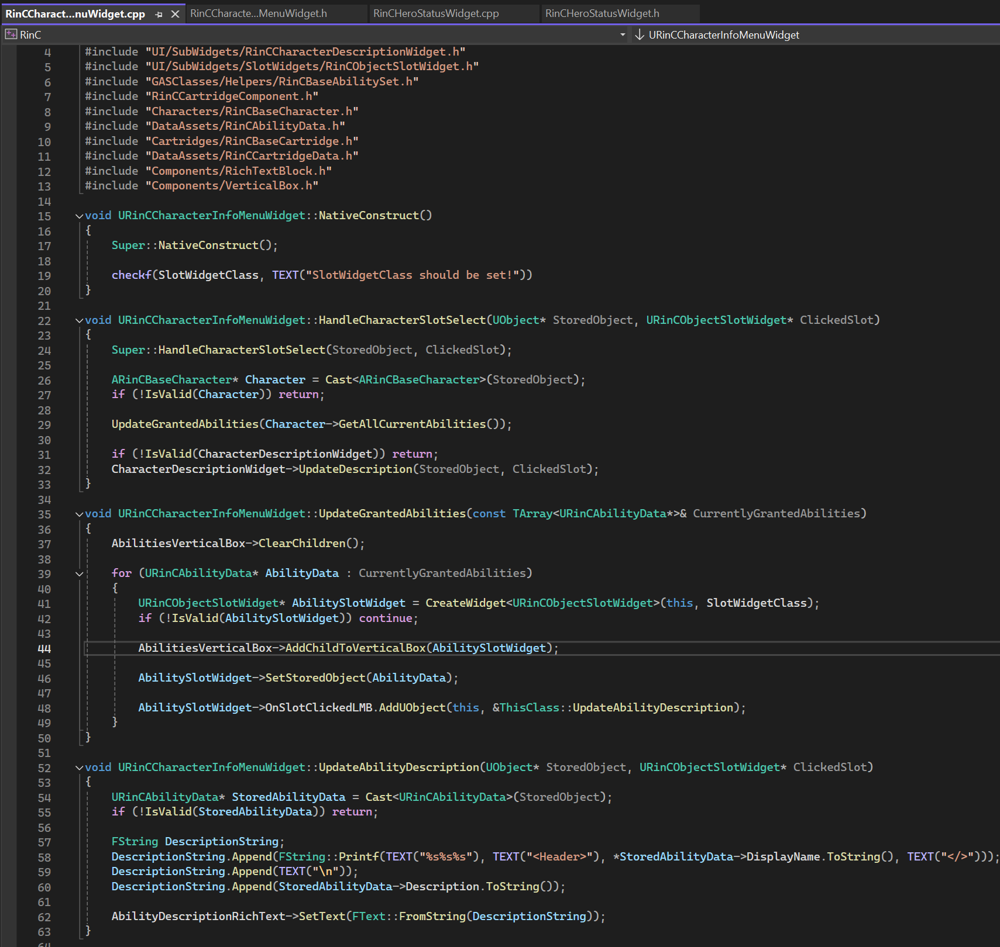 RinCCharact...nuWidget.cpp
RinCCharacte...MenuWidget.h
RinCHeroStatusWidget.cpp
RinCHeroStatusWidget.h
RinC
URinCCharacterInfoMenuWidget
4 #include "UI/SubWidgets/RinCCharacterDescriptionWidget.h"
5 #include "UI/SubWidgets/SlotWidgets/RinCObjectSlotWidget.h"
6 #include "GASClasses/Helpers/RinCBaseAbilitySet.h"
7 #include "RinCCartridgeComponent.h"
8 #include "Characters/RinCBaseCharacter.h"
9 #include "DataAssets/RinCAbilityData.h"
10 #include "Cartridges/RinCBaseCartridge.h"
11 #include "DataAssets/RinCCartridgeData.h"
12 #include "Components/RichTextBlock.h"
13 #include "Components/VerticalBox.h"
14
15 void URinCCharacterInfoMenuWidget::NativeConstruct()
16 {
17 Super::NativeConstruct();
18
19 checkf(SlotWidgetClass, TEXT("SlotWidgetClass should be set!"))
20 }
21
22 void URinCCharacterInfoMenuWidget::HandleCharacterSlotSelect(UObject* StoredObject, URinCObjectSlotWidget* ClickedSlot)
23 {
24 Super::HandleCharacterSlotSelect(StoredObject, ClickedSlot);
25
26 ARinCBaseCharacter* Character = Cast<ARinCBaseCharacter>(StoredObject);
27 if (!IsValid(Character)) return;
28
29 UpdateGrantedAbilities(Character->GetAllCurrentAbilities());
30
31 if (!IsValid(CharacterDescriptionWidget)) return;
32 CharacterDescriptionWidget->UpdateDescription(StoredObject, ClickedSlot);
33 }
34
35 void URinCCharacterInfoMenuWidget::UpdateGrantedAbilities(const TArray<URinCAbilityData*>& CurrentlyGrantedAbilities)
36 {
37 AbilitiesVerticalBox->ClearChildren();
38
39 for (URinCAbilityData* AbilityData : CurrentlyGrantedAbilities)
40 {
41 URinCObjectSlotWidget* AbilitySlotWidget = CreateWidget<URinCObjectSlotWidget>(this, SlotWidgetClass);
42 if (!IsValid(AbilitySlotWidget)) continue;
43
44 AbilitiesVerticalBox->AddChildToVerticalBox(AbilitySlotWidget);
45
46 AbilitySlotWidget->SetStoredObject(AbilityData);
47
48 AbilitySlotWidget->OnSlotClickedLMB.AddUObject(this, &ThisClass::UpdateAbilityDescription);
49 }
50 }
51
52 void URinCCharacterInfoMenuWidget::UpdateAbilityDescription(UObject* StoredObject, URinCObjectSlotWidget* ClickedSlot)
53 {
54 URinCAbilityData* StoredAbilityData = Cast<URinCAbilityData>(StoredObject);
55 if (!IsValid(StoredAbilityData)) return;
56
57 FString DescriptionString;
58 DescriptionString.Append(FString::Printf(TEXT("%s%s%s"), TEXT("<Header>"), *StoredAbilityData->DisplayName.ToString(), TEXT("</>")));
59 DescriptionString.Append(TEXT("\n"));
60 DescriptionString.Append(StoredAbilityData->Description.ToString());
61
62 AbilityDescriptionRichText->SetText(FText::FromString(DescriptionString));
63 }
64